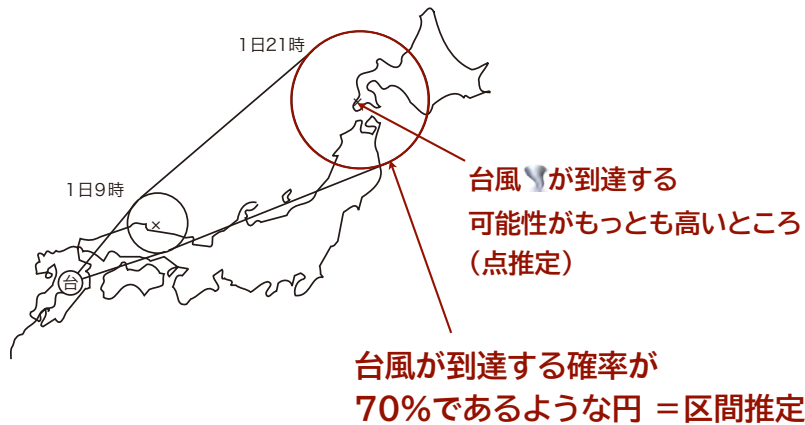 1日21時
1日9時
台
台風🌪が到達する
可能性がもっとも高いところ
(点推定)
台風が到達する確率が
70%であるような円 =区間推定